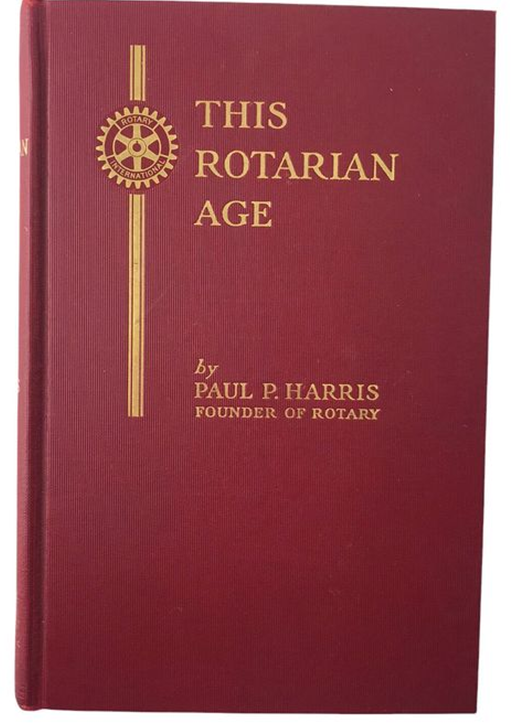 ROTARY
INTERNATIONAL
THIS
ROTARIAN
AGE
by
PAUL P. HARRIS
FOUNDER OF ROTARY